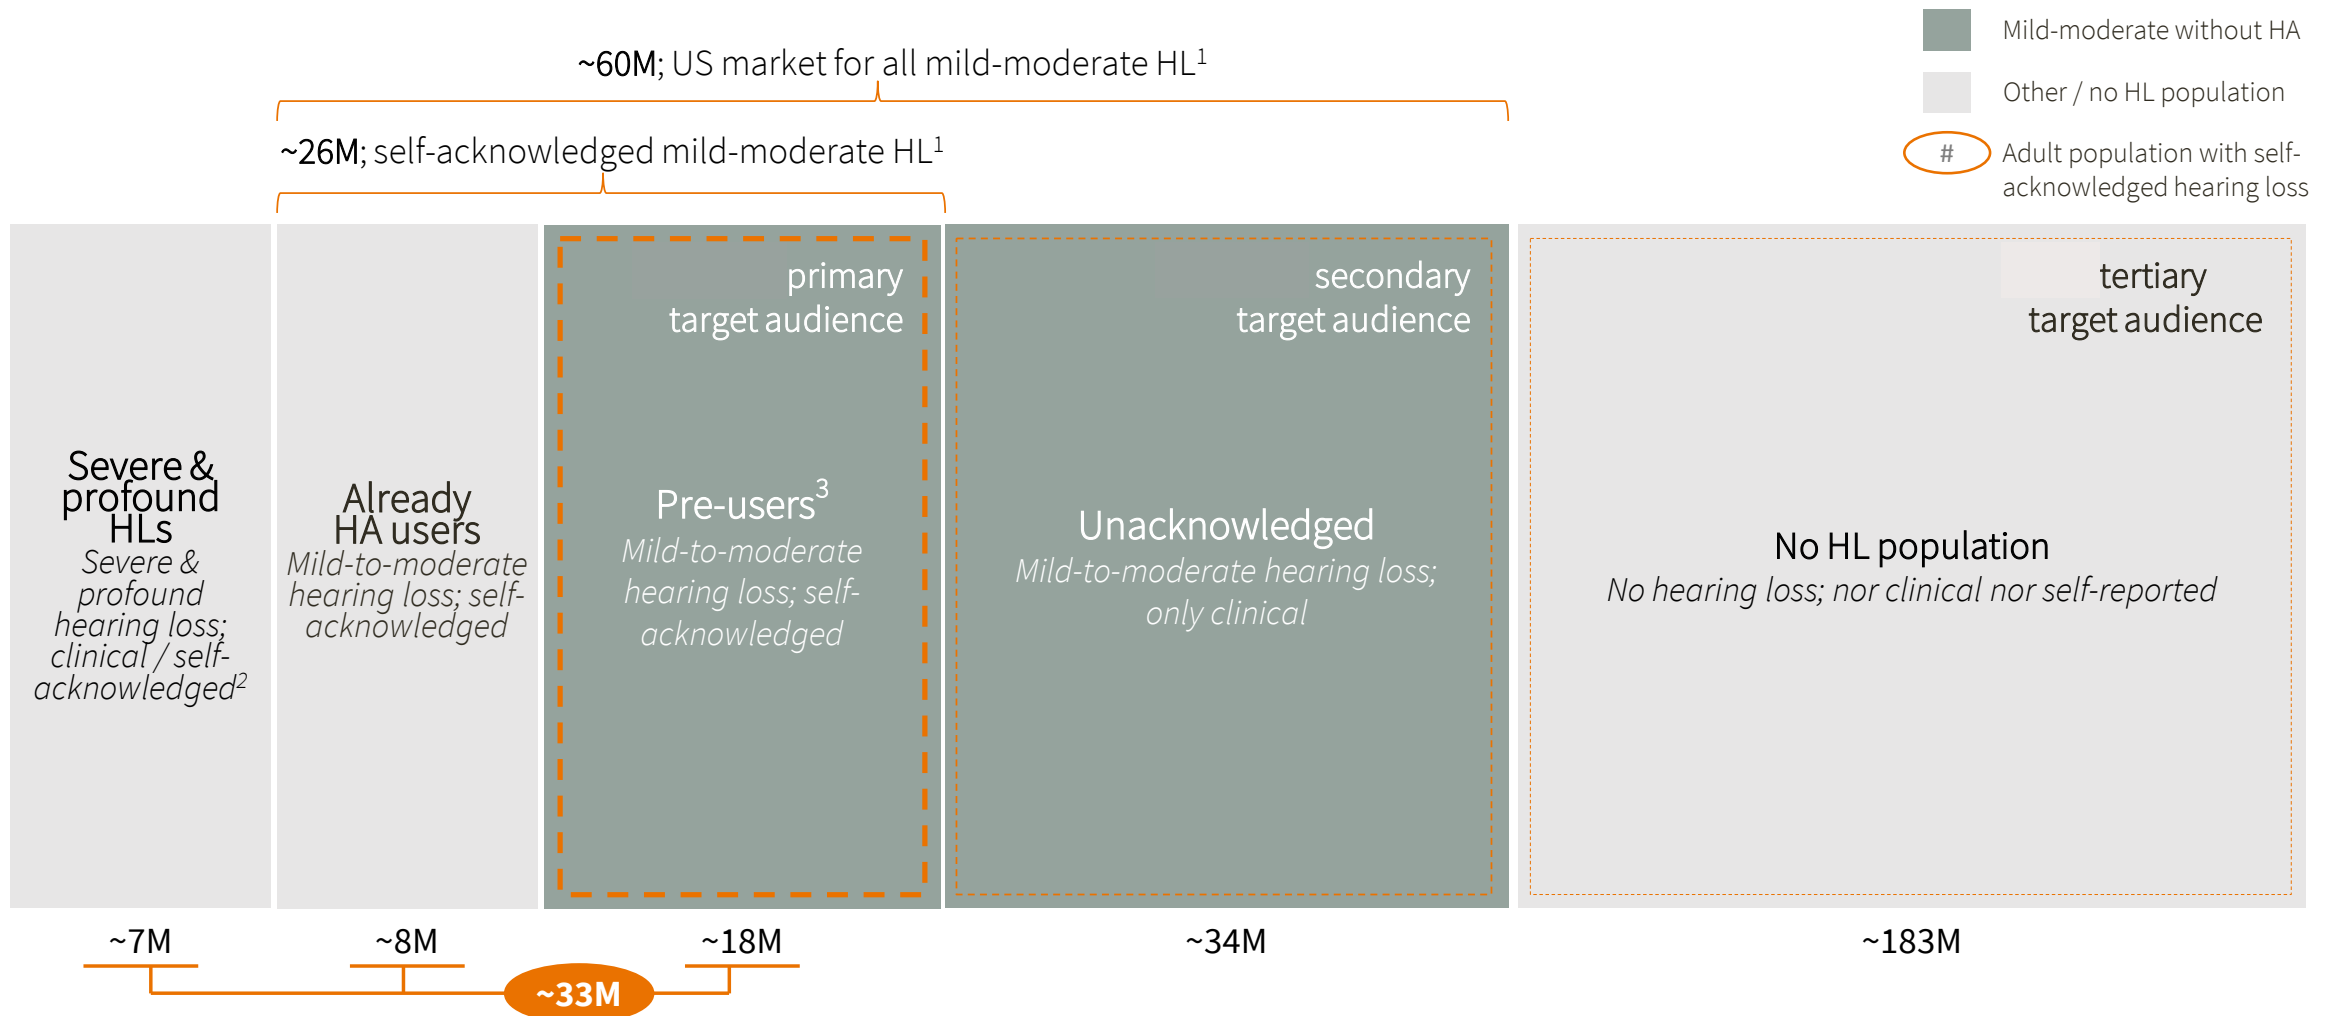 Mild-moderate without HA
Other / no HL population
#
Adult population with self-
acknowledged hearing loss
~60M; US market for all mild-moderate HL1
~26M; self-acknowledged mild-moderate HL1
Severe &
profound
HLs
Severe &
profound
hearing loss;
clinical / self-
acknowledged2
Already
HA users
Mild-to-moderate
hearing loss; self-
acknowledged
primary
target audience
Pre-users3
Mild-to-moderate
hearing loss; self-
acknowledged
secondary
target audience
Unacknowledged
Mild-to-moderate hearing loss;
only clinical
tertiary
target audience
No HL population
No hearing loss; nor clinical nor self-reported
~7M
~8M
~18M
~34M
~183M
~33M